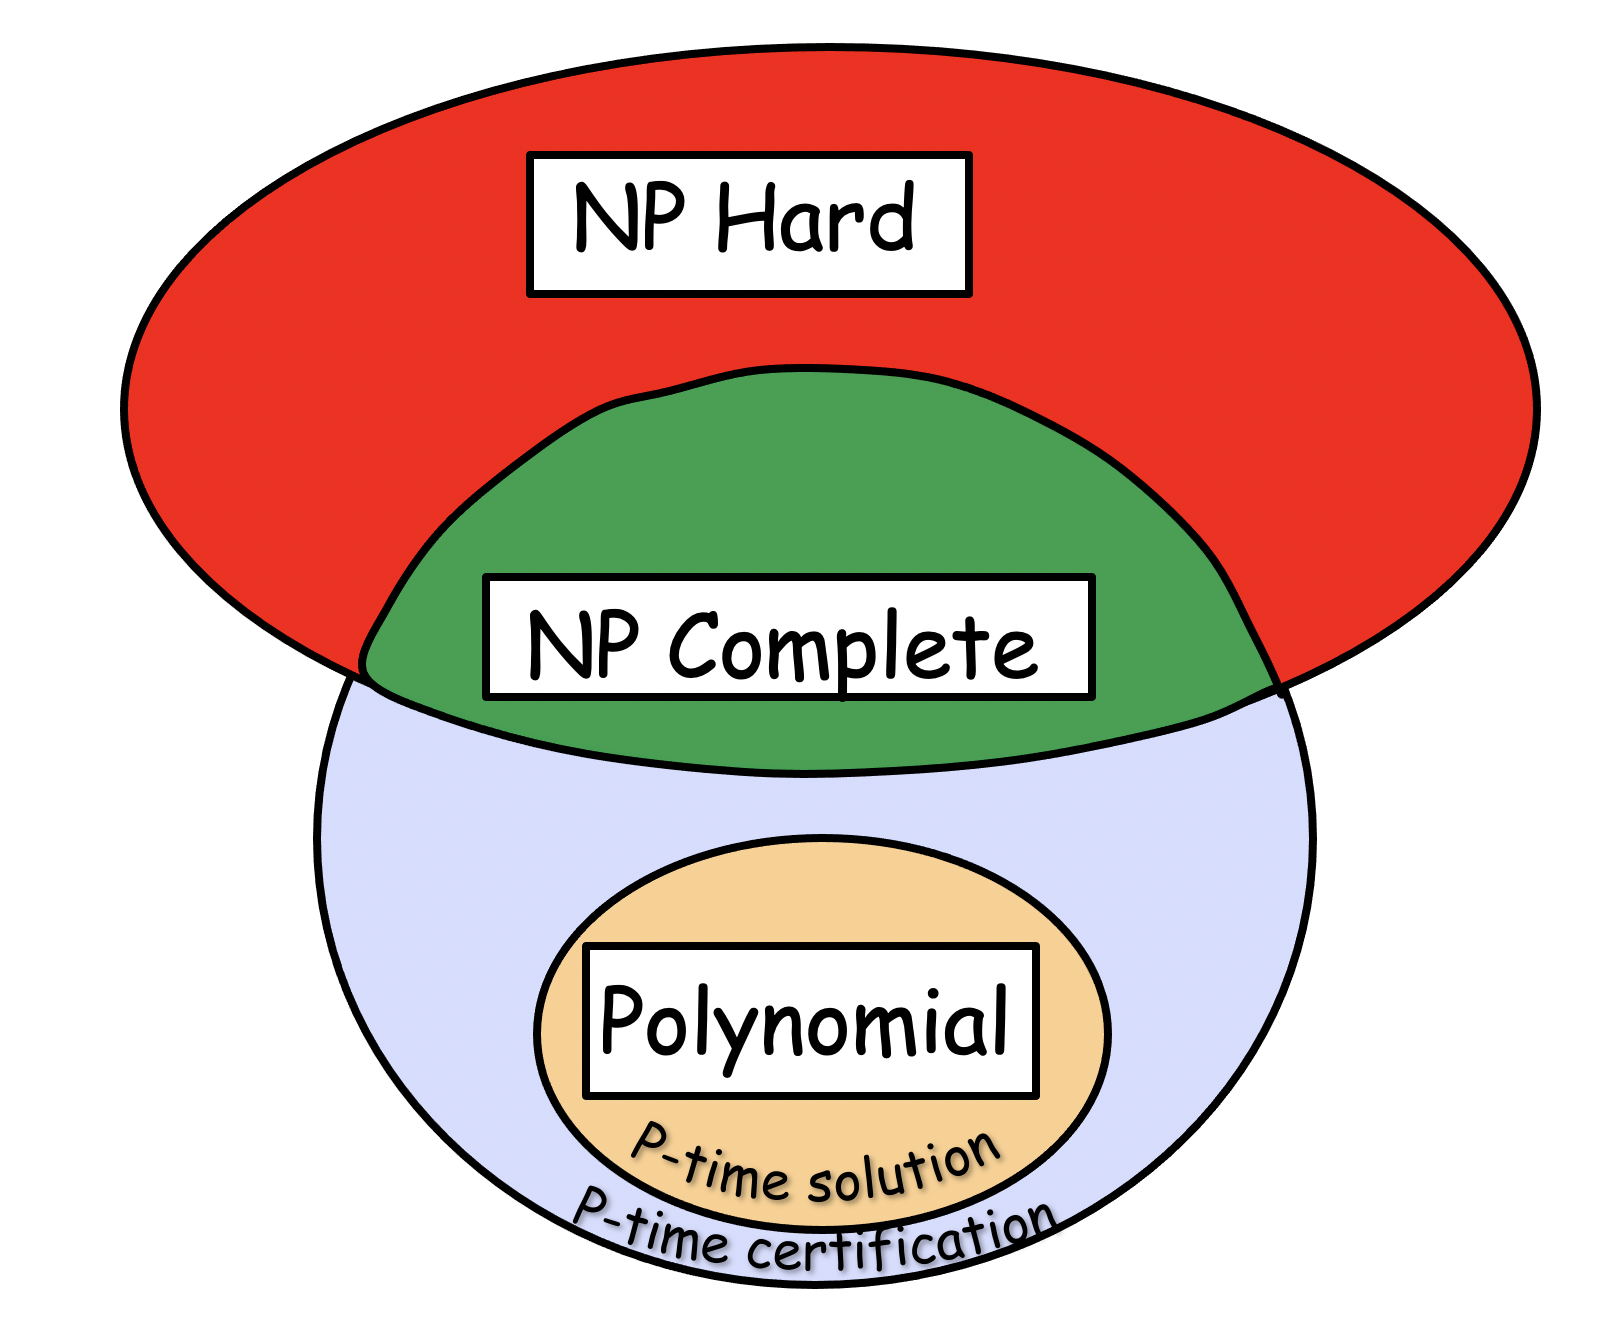 NP Hard
NP Complete
Polynomial
P-time solution
P-time certification